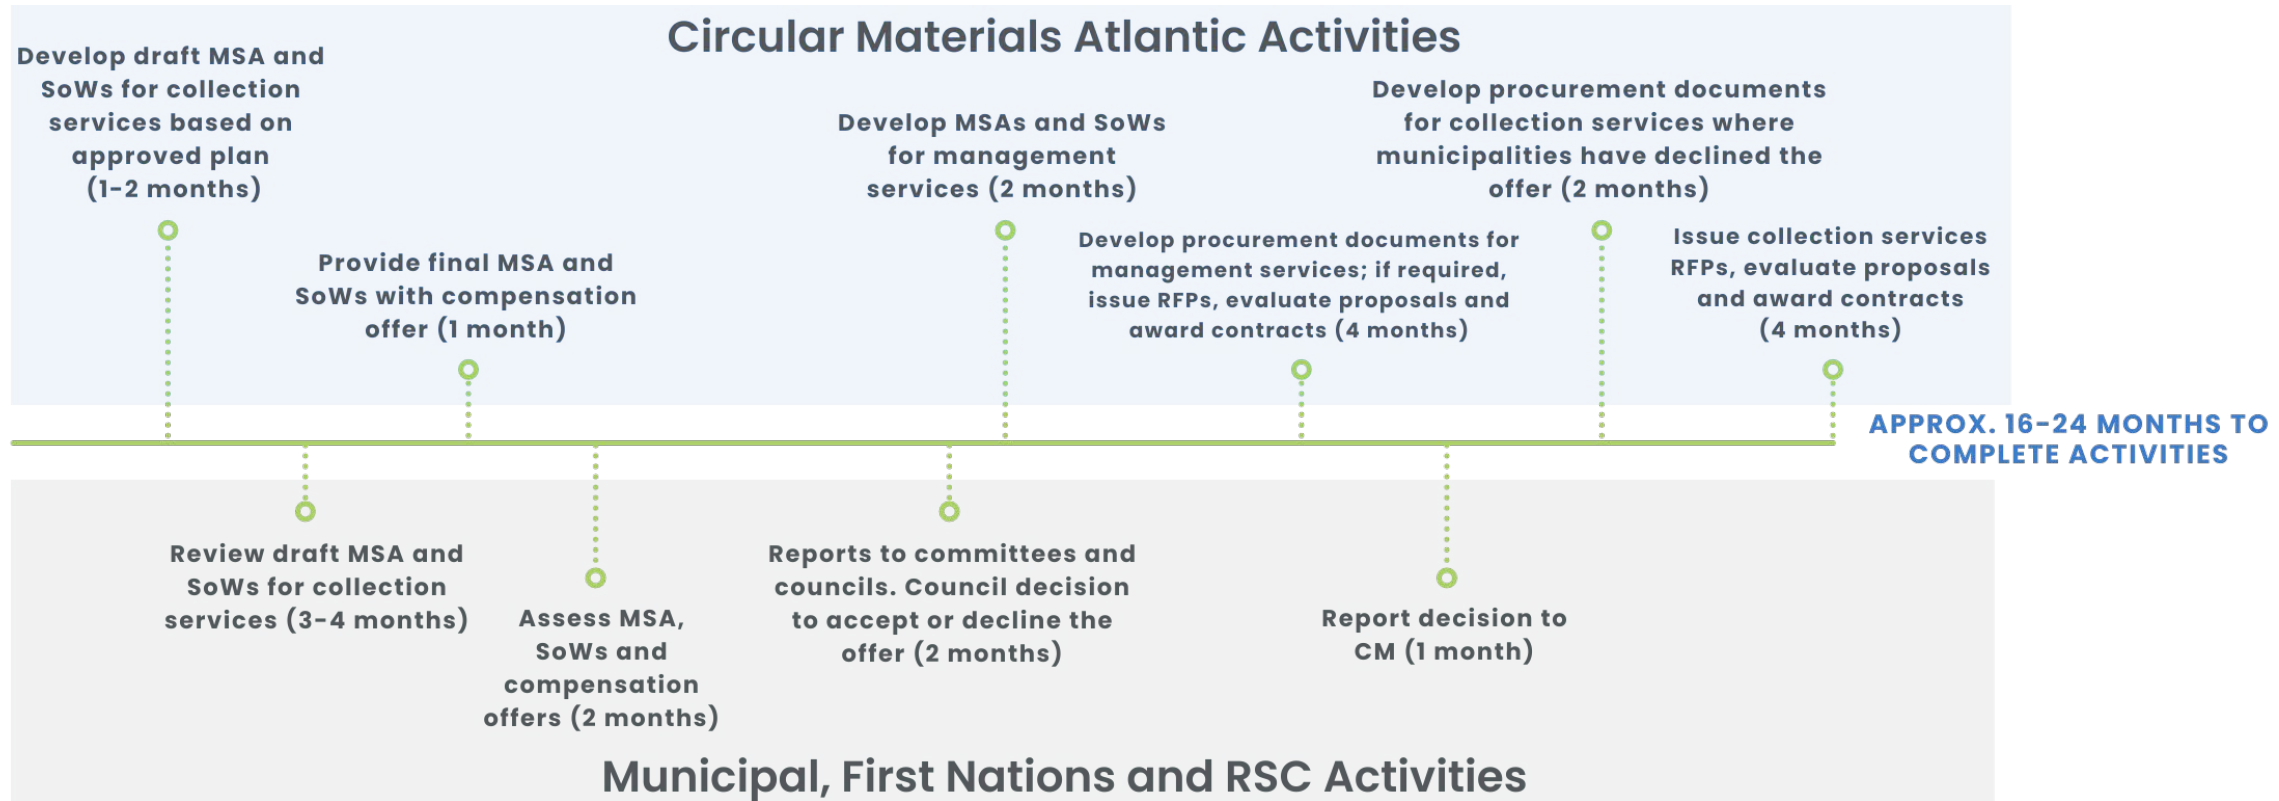 Circular Materials Atlantic Activities
Develop draft MSA and
SoWs for collection
services based on
approved plan
(1-2 months)
Provide final MSA and
SoWs with compensation
offer (1 month)
Develop MSAs and SoWs
for management
services (2 months)
Develop procurement documents for
management services; if required,
issue RFPs, evaluate proposals and
award contracts (4 months)
Develop procurement documents
for collection services where
municipalities have declined the
offer (2 months)
Issue collection services
RFPs, evaluate proposals
and award contracts
(4 months)
APPROX. 16-24 MONTHS TO
COMPLETE ACTIVITIES
Review draft MSA and
SoWs for collection
services (3-4 months)
Assess MSA,
SoWs and
compensation
offers (2 months)
Reports to committees and
councils. Council decision
to accept or decline the
offer (2 months)
Report decision to
CM (1 month)
Municipal, First Nations and RSC Activities